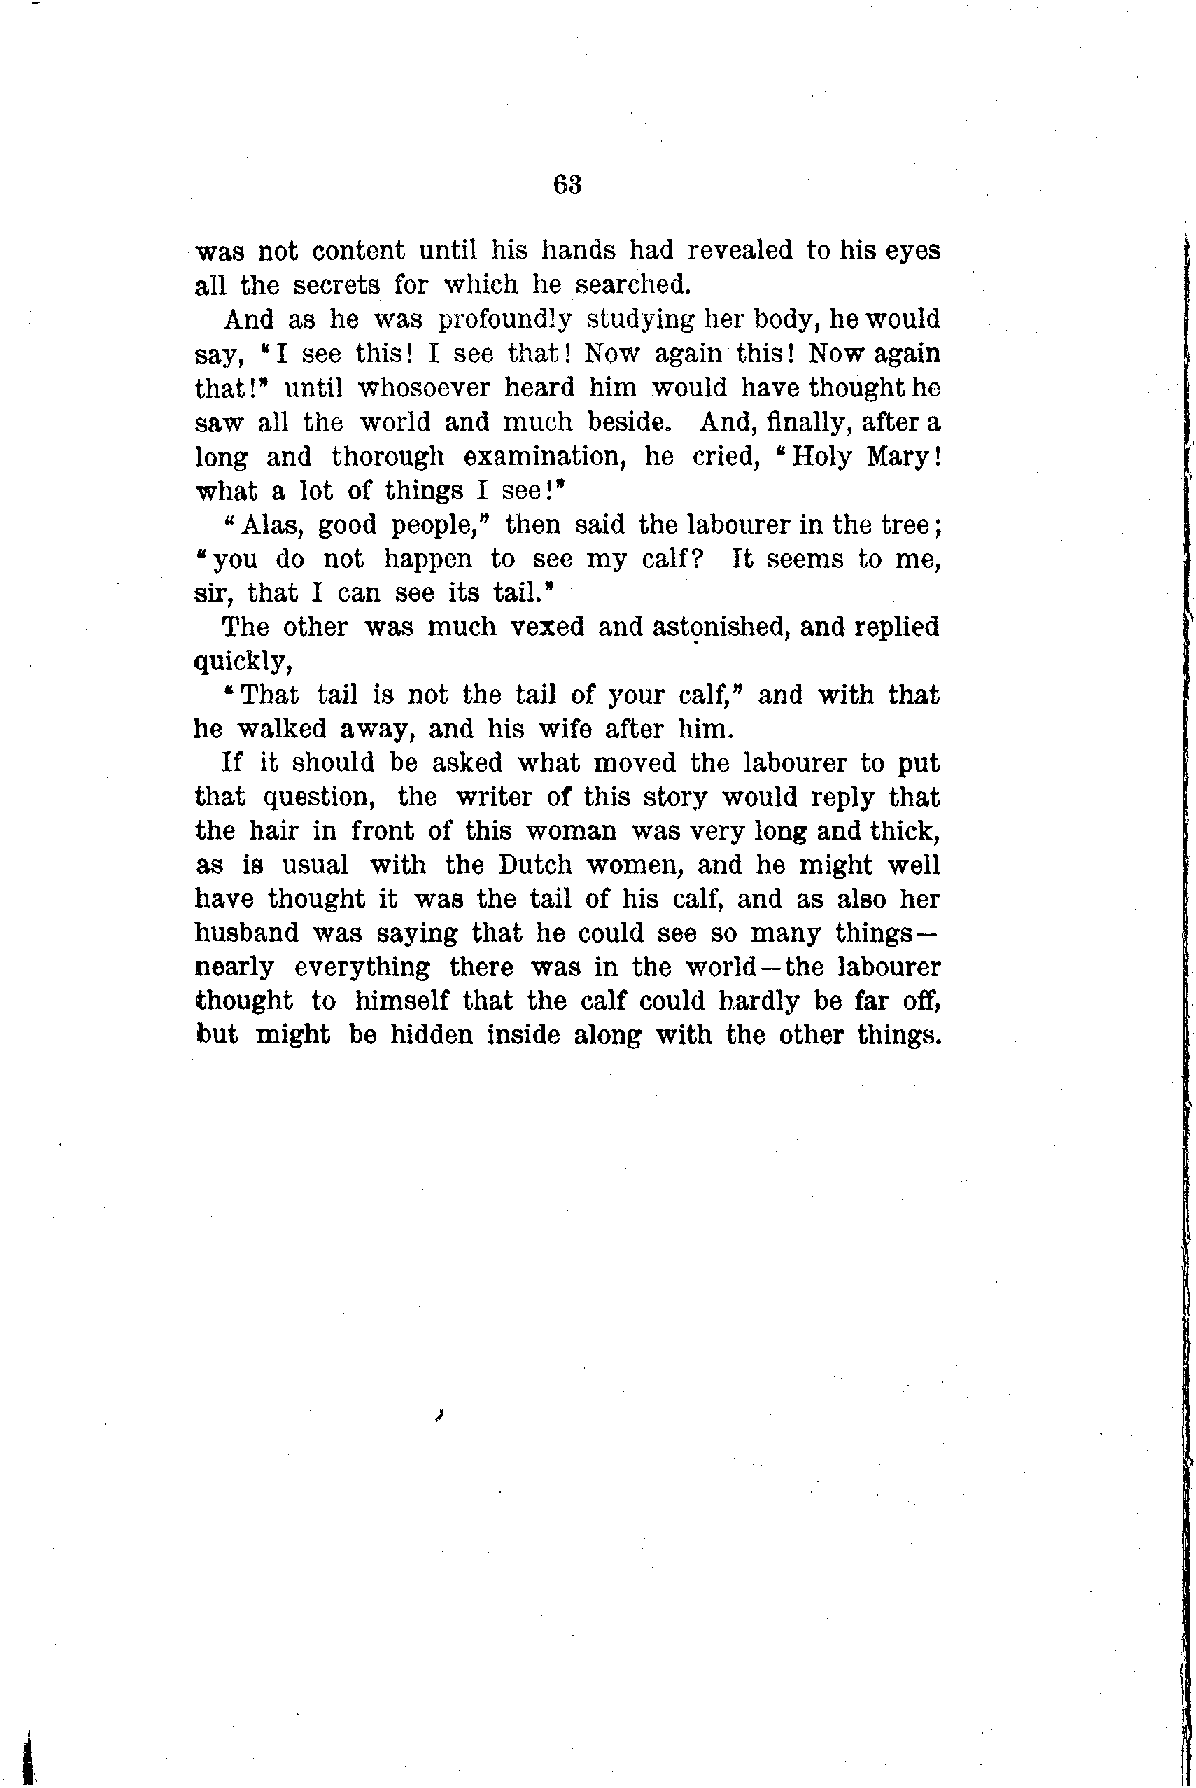 63
was not content until his hands had revealed to his eyes
all the secrets for which he searched.
And as he was profoundly studying her body, he would
say, “I see this! I see that! Now again this! Now again
that!” until whosoever heard him would have thought he
saw all the world and much beside. And, finally, after a
long and thorough examination, he cried, “Holy Mary!
what a lot of things I see!”
“Alas, good people,” then said the labourer in the tree;
“you do not happen to see my calf? It seems to me,
sir, that I can see its tail.”
The other was much vexed and astonished, and replied
quickly,
“That tail is not the tail of your calf,” and with that
he walked away, and his wife after him.
If it should be asked what moved the labourer to put
that question, the writer of this story would reply that
the hair in front of this woman was very long and thick,
as is usual with the Dutch women, and he might well
have thought it was the tail of his calf, and as also her
husband was saying that he could see so many things—
nearly everything there was in the world—the labourer
thought to himself that the calf could hardly be far off,
but might be hidden inside along with the other things.